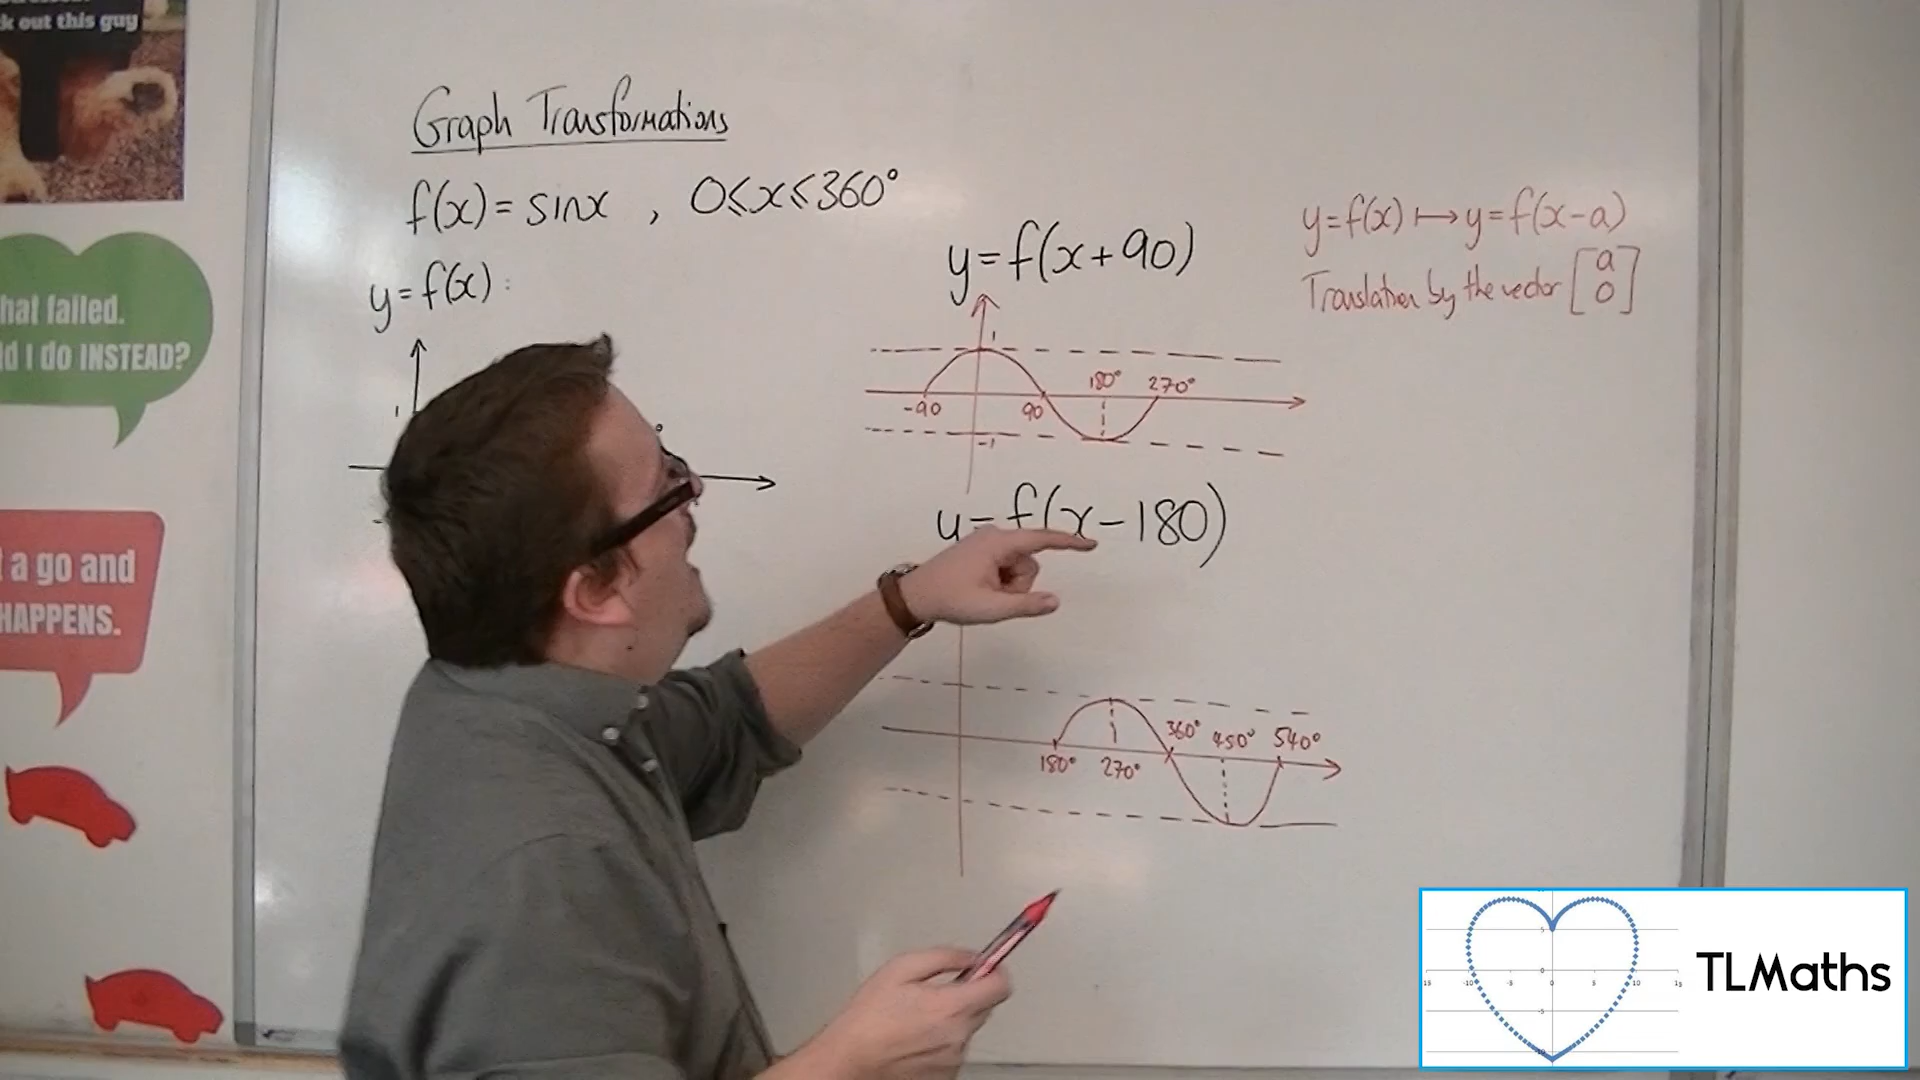 k out this guy
hat failed.
d I do INSTEAD?
t a go and
HAPPENS.
Graph Transformations
f(x) = sinx , 0≤x≤360°
y=f(x) :
1
y=f(x+90)
1
180° 270°
-90 90
-1
y=f(x-180)
360° 450° 540°
180° 270°
y=f(x) ↦ y=f(x-a)
Translation by the vector [a
0]
TLMaths